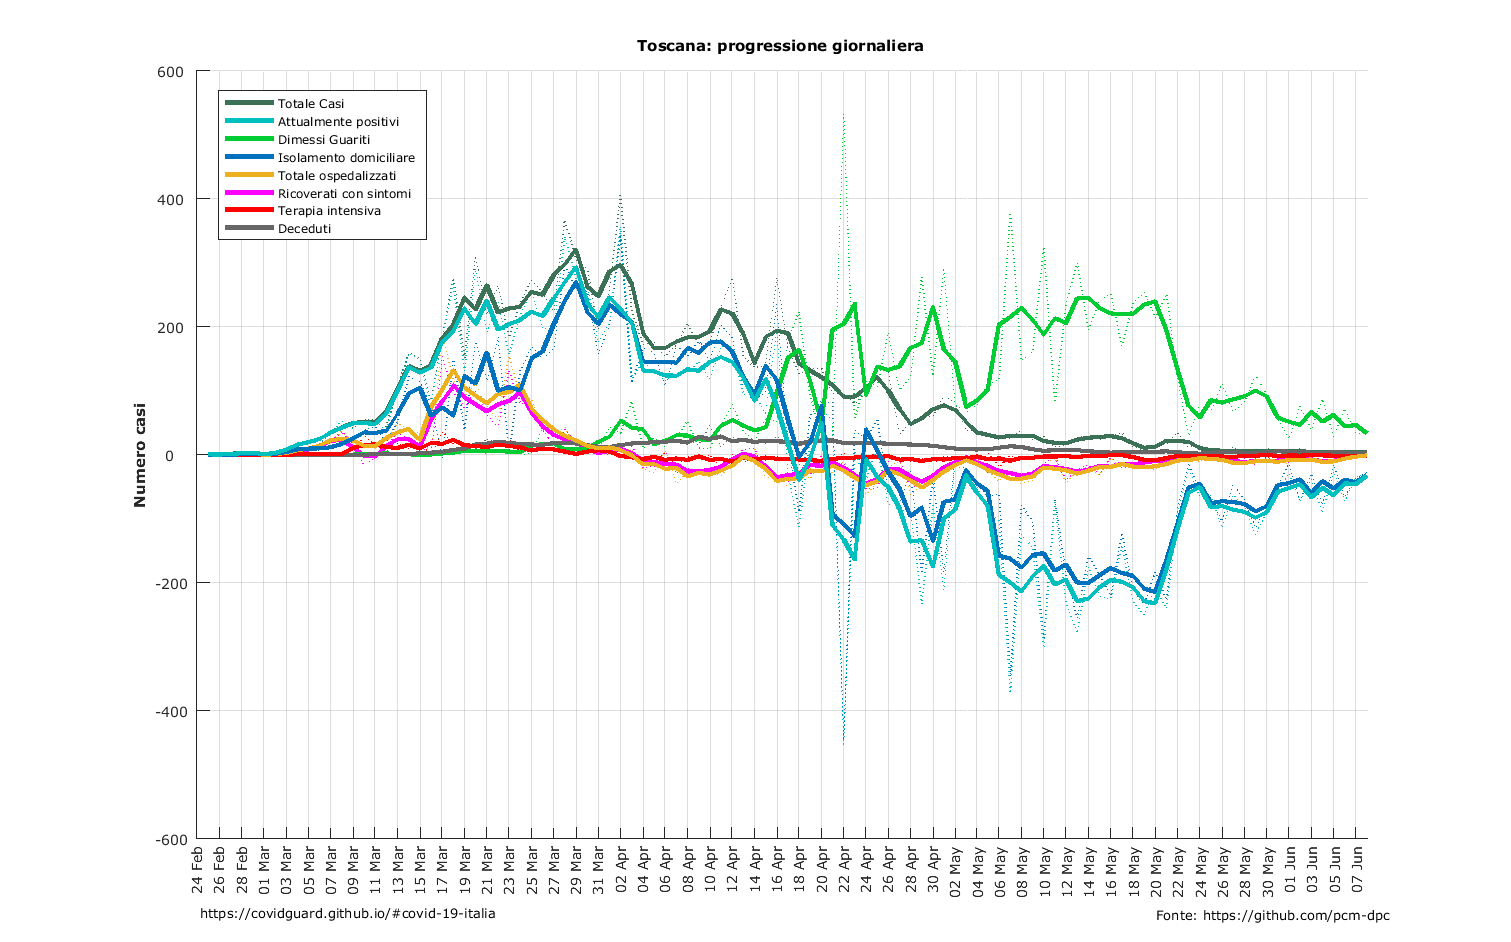 Toscana: progressione giornaliera
600
400
200
0
-200
-400
-600
Numero casi
Totale Casi
Attualmente positivi
Dimessi Guariti
Isolamento domiciliare
Totale ospedalizzati
Ricoverati con sintomi
Terapia intensiva
Deceduti
24 Feb
26 Feb
28 Feb
01 Mar
03 Mar
05 Mar
07 Mar
09 Mar
11 Mar
13 Mar
15 Mar
17 Mar
19 Mar
21 Mar
23 Mar
25 Mar
27 Mar
29 Mar
31 Mar
02 Apr
04 Apr
06 Apr
08 Apr
10 Apr
12 Apr
14 Apr
16 Apr
18 Apr
20 Apr
22 Apr
24 Apr
26 Apr
28 Apr
30 Apr
02 May
04 May
06 May
08 May
10 May
12 May
14 May
16 May
18 May
20 May
22 May
24 May
26 May
28 May
30 May
01 Jun
03 Jun
05 Jun
07 Jun
https://covidguard.github.io/#covid-19-italia
Fonte: https://github.com/pcm-dpc